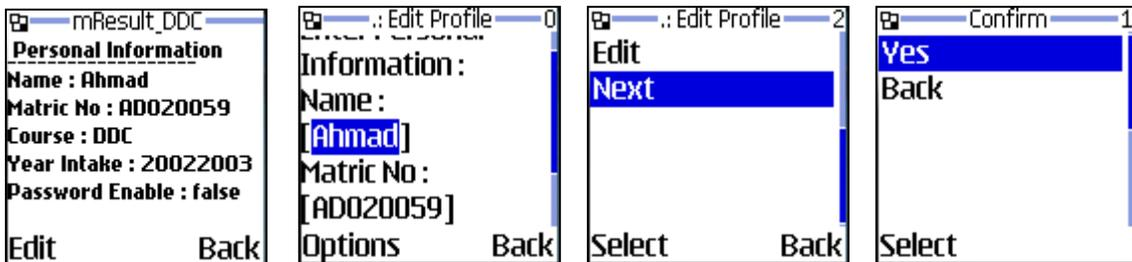 mResult_DDC
Personal Information
Name : Ahmad
Matric No : AD020059
Course : DDC
Year Intake : 20022003
Password Enable : false
Edit Back
.: Edit Profile 0
Enter Personal
Information :
Name :
[Ahmad]
Matric No :
[AD020059]
Options Back
.: Edit Profile 2
Edit
Next
Select Back
Confirm 1
Yes
Back
Select